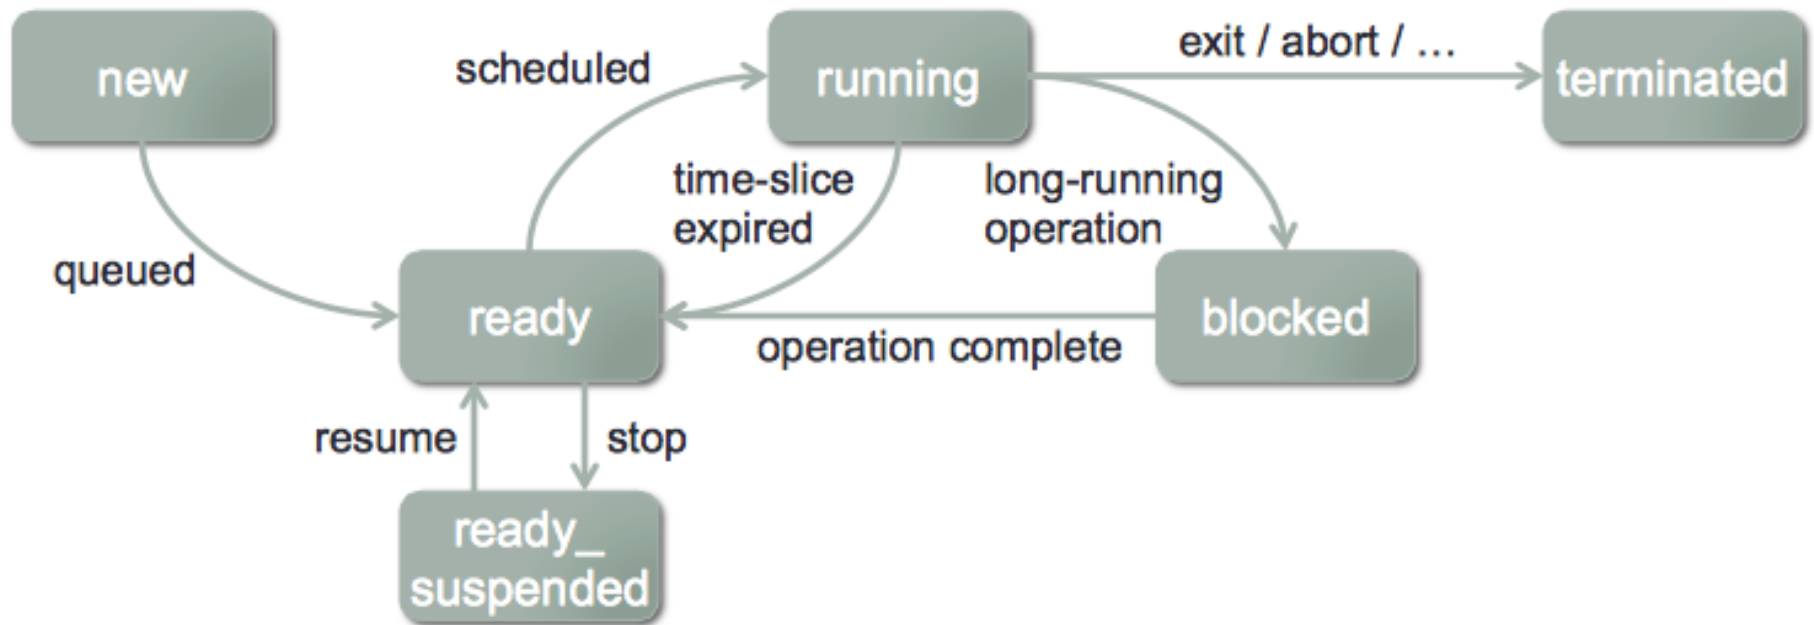 new
scheduled
running
exit / abort / ...
terminated
queued
time-slice
expired
long-running
operation
ready
blocked
operation complete
resume
stop
ready_
suspended